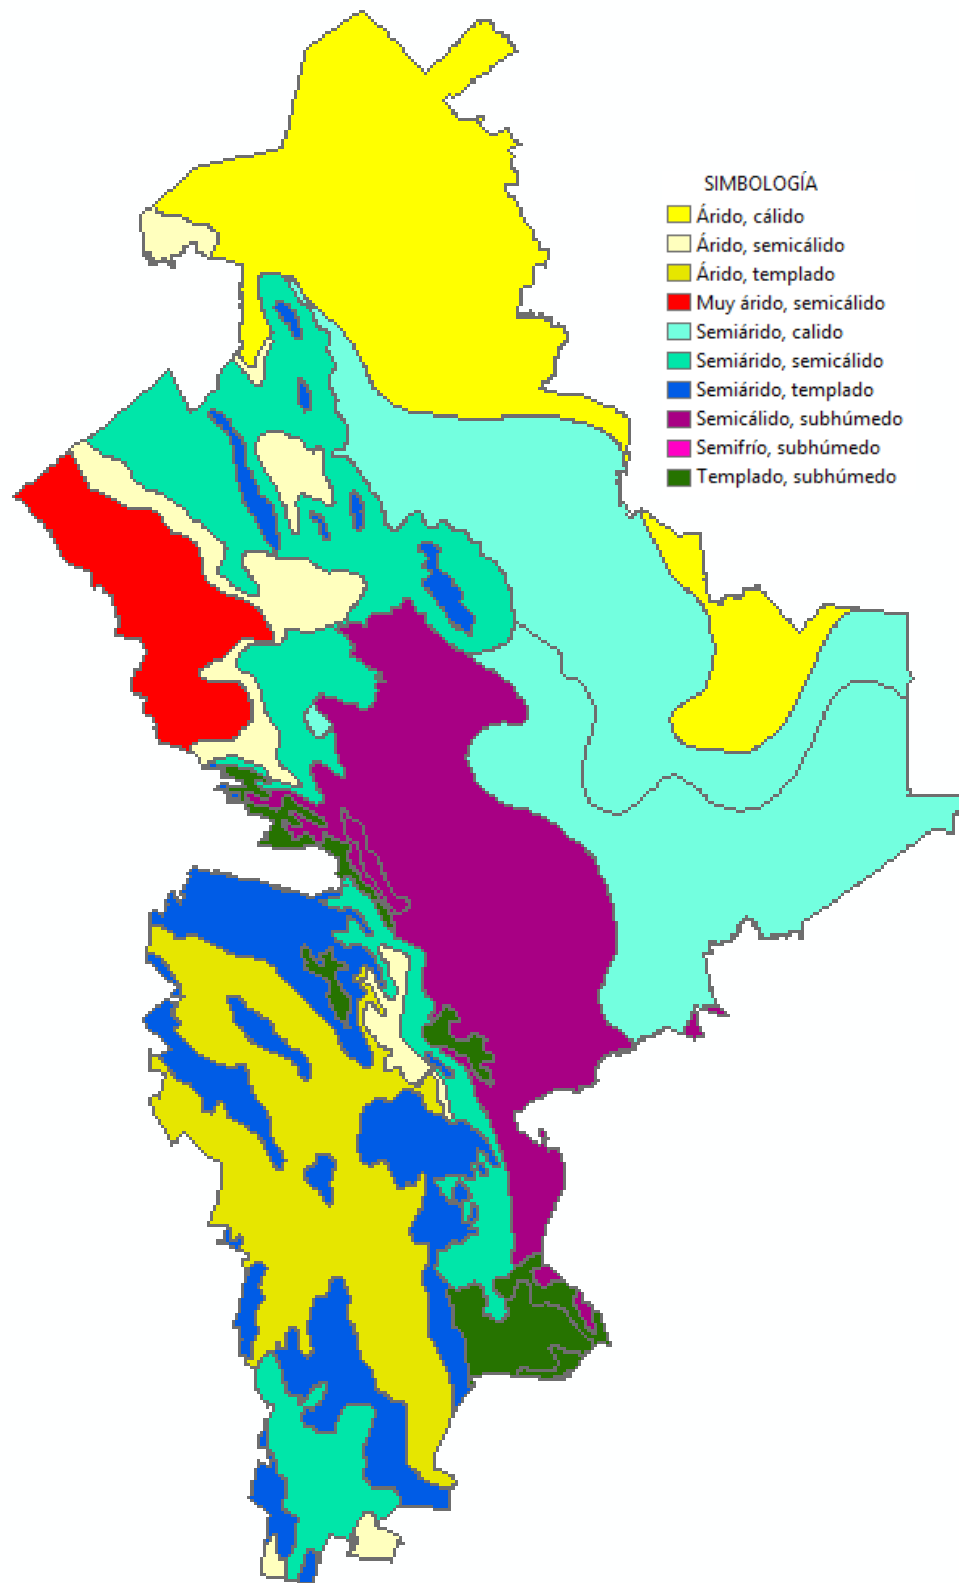 SIMBOLOGÍA
Árido, cálido
Árido, semicálido
Árido, templado
Muy árido, semicálido
Semiárido, calido
Semiárido, semicálido
Semiárido, templado
Semicálido, subhúmedo
Semifrío, subhúmedo
Templado, subhúmedo